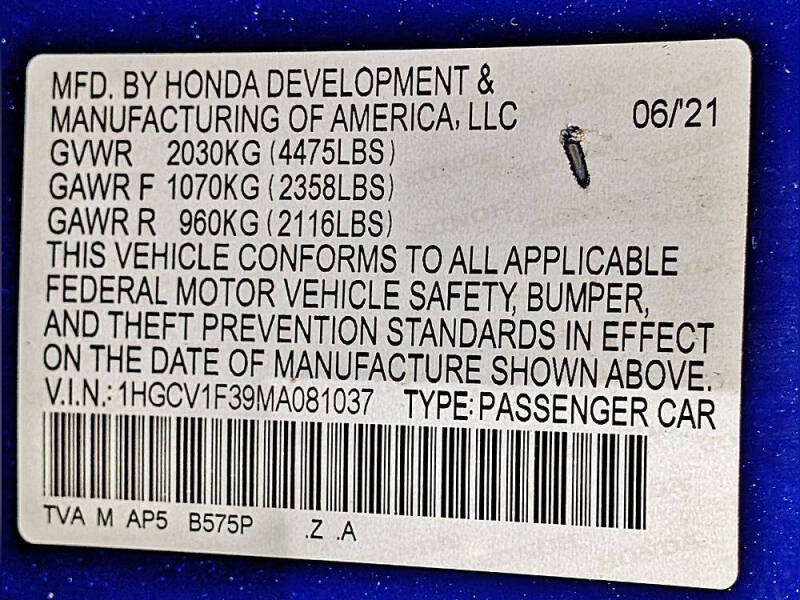 MFD. BY HONDA DEVELOPMENT &
MANUFACTURING OF AMERICA, LLC 06/'21
GVWR 2030KG (4475LBS)
GAWR F 1070KG (2358LBS)
GAWR R 960KG (2116LBS)
THIS VEHICLE CONFORMS TO ALL APPLICABLE
FEDERAL MOTOR VEHICLE SAFETY, BUMPER,
AND THEFT PREVENTION STANDARDS IN EFFECT
ON THE DATE OF MANUFACTURE SHOWN ABOVE.
V.I.N.: 1HGCV1F39MA081037 TYPE: PASSENGER CAR
TVA M AP5 B575P .Z .A